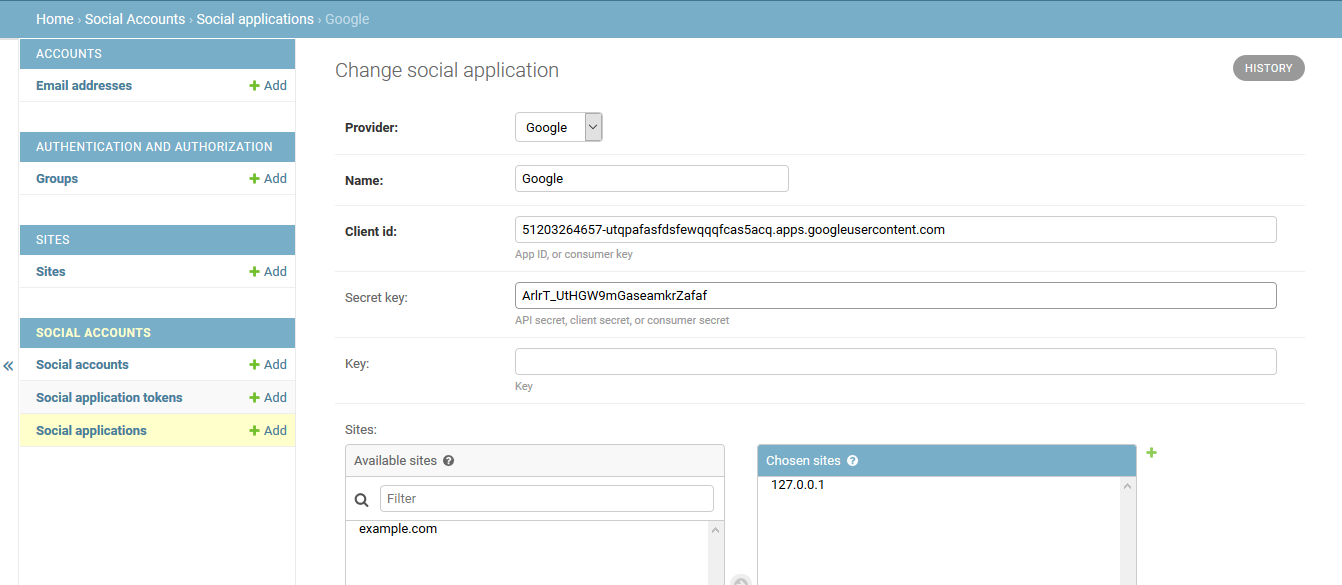 Home › Social Accounts › Social applications › Google
ACCOUNTS
Email addresses + Add
AUTHENTICATION AND AUTHORIZATION
Groups + Add
SITES
Sites + Add
SOCIAL ACCOUNTS
Social accounts + Add
Social application tokens + Add
Social applications + Add
«
Change social application
HISTORY
Provider: Google
Name: Google
Client id: 51203264657-utqpafasfdsfewqqqfcas5acq.apps.googleusercontent.com
App ID, or consumer key
Secret key: ArlrT_UtHGW9mGaseamkrZafaf
API secret, client secret, or consumer secret
Key:
Key
Sites:
Available sites ?
Filter
example.com
Chosen sites ? +
127.0.0.1